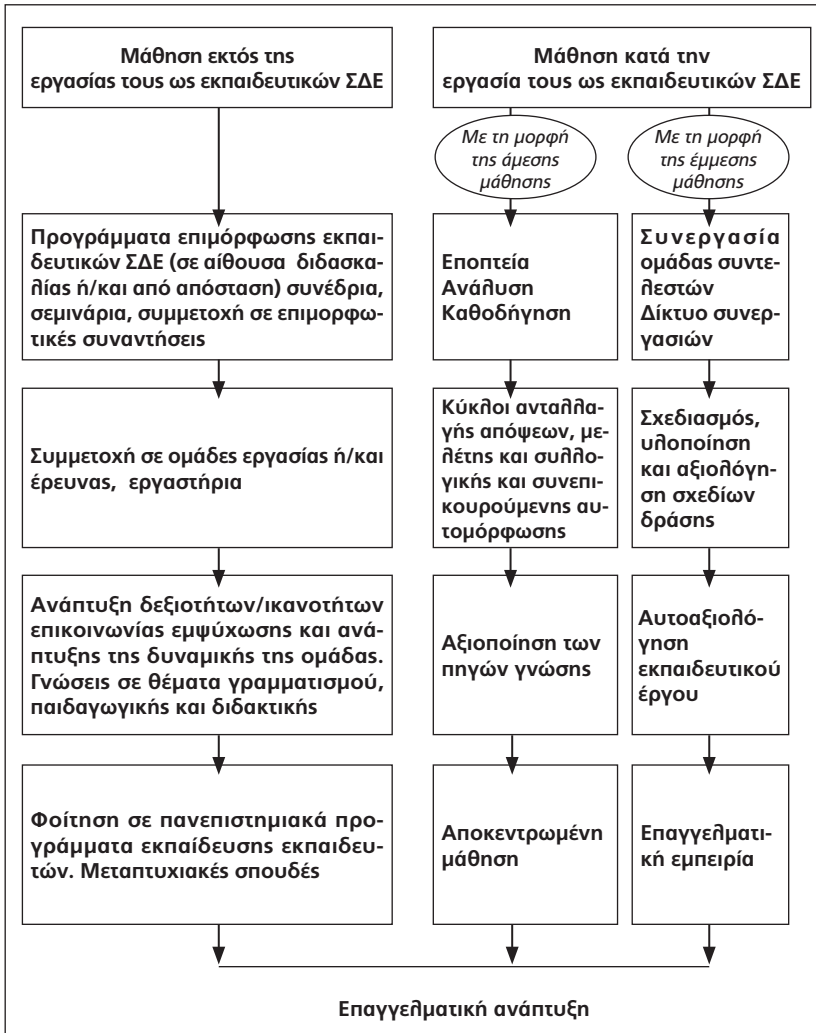 Μάθηση εκτός της
εργασίας τους ως εκπαιδευτικών ΣΔΕ
Μάθηση κατά την
εργασία τους ως εκπαιδευτικών ΣΔΕ
Με τη μορφή
της άμεσης
μάθησης
Με τη μορφή
της έμμεσης
μάθησης
Προγράμματα επιμόρφωσης εκπαι-
δευτικών ΣΔΕ (σε αίθουσα διδασκα-
λίας ή/και από απόσταση) συνέδρια,
σεμινάρια, συμμετοχή σε επιμορφω-
τικές συναντήσεις
Εποπτεία
Ανάλυση
Καθοδήγηση
Συνεργασία
ομάδας συντε-
λεστών
Δίκτυο συνερ-
γασιών
Συμμετοχή σε ομάδες εργασίας ή/και
έρευνας, εργαστήρια
Κύκλοι ανταλλα-
γής απόψεων, με-
λέτης και συλλο-
γικής και συνεπι-
κουρούμενης αυ-
τομόρφωσης
Σχεδιασμός,
υλοποίηση
και αξιολόγη-
ση σχεδίων
δράσης
Ανάπτυξη δεξιοτήτων/ικανοτήτων
επικοινωνίας εμψύχωσης και ανά-
πτυξης της δυναμικής της ομάδας.
Γνώσεις σε θέματα γραμματισμού,
παιδαγωγικής και διδακτικής
Αξιοποίηση των
πηγών γνώσης
Αυτοαξιολό-
γηση
εκπαιδευτικού
έργου
Φοίτηση σε πανεπιστημιακά προ-
γράμματα εκπαίδευσης εκπαιδευ-
τών. Μεταπτυχιακές σπουδές
Αποκεντρωμένη
μάθηση
Επαγγελματι-
κή εμπειρία
Επαγγελματική ανάπτυξη